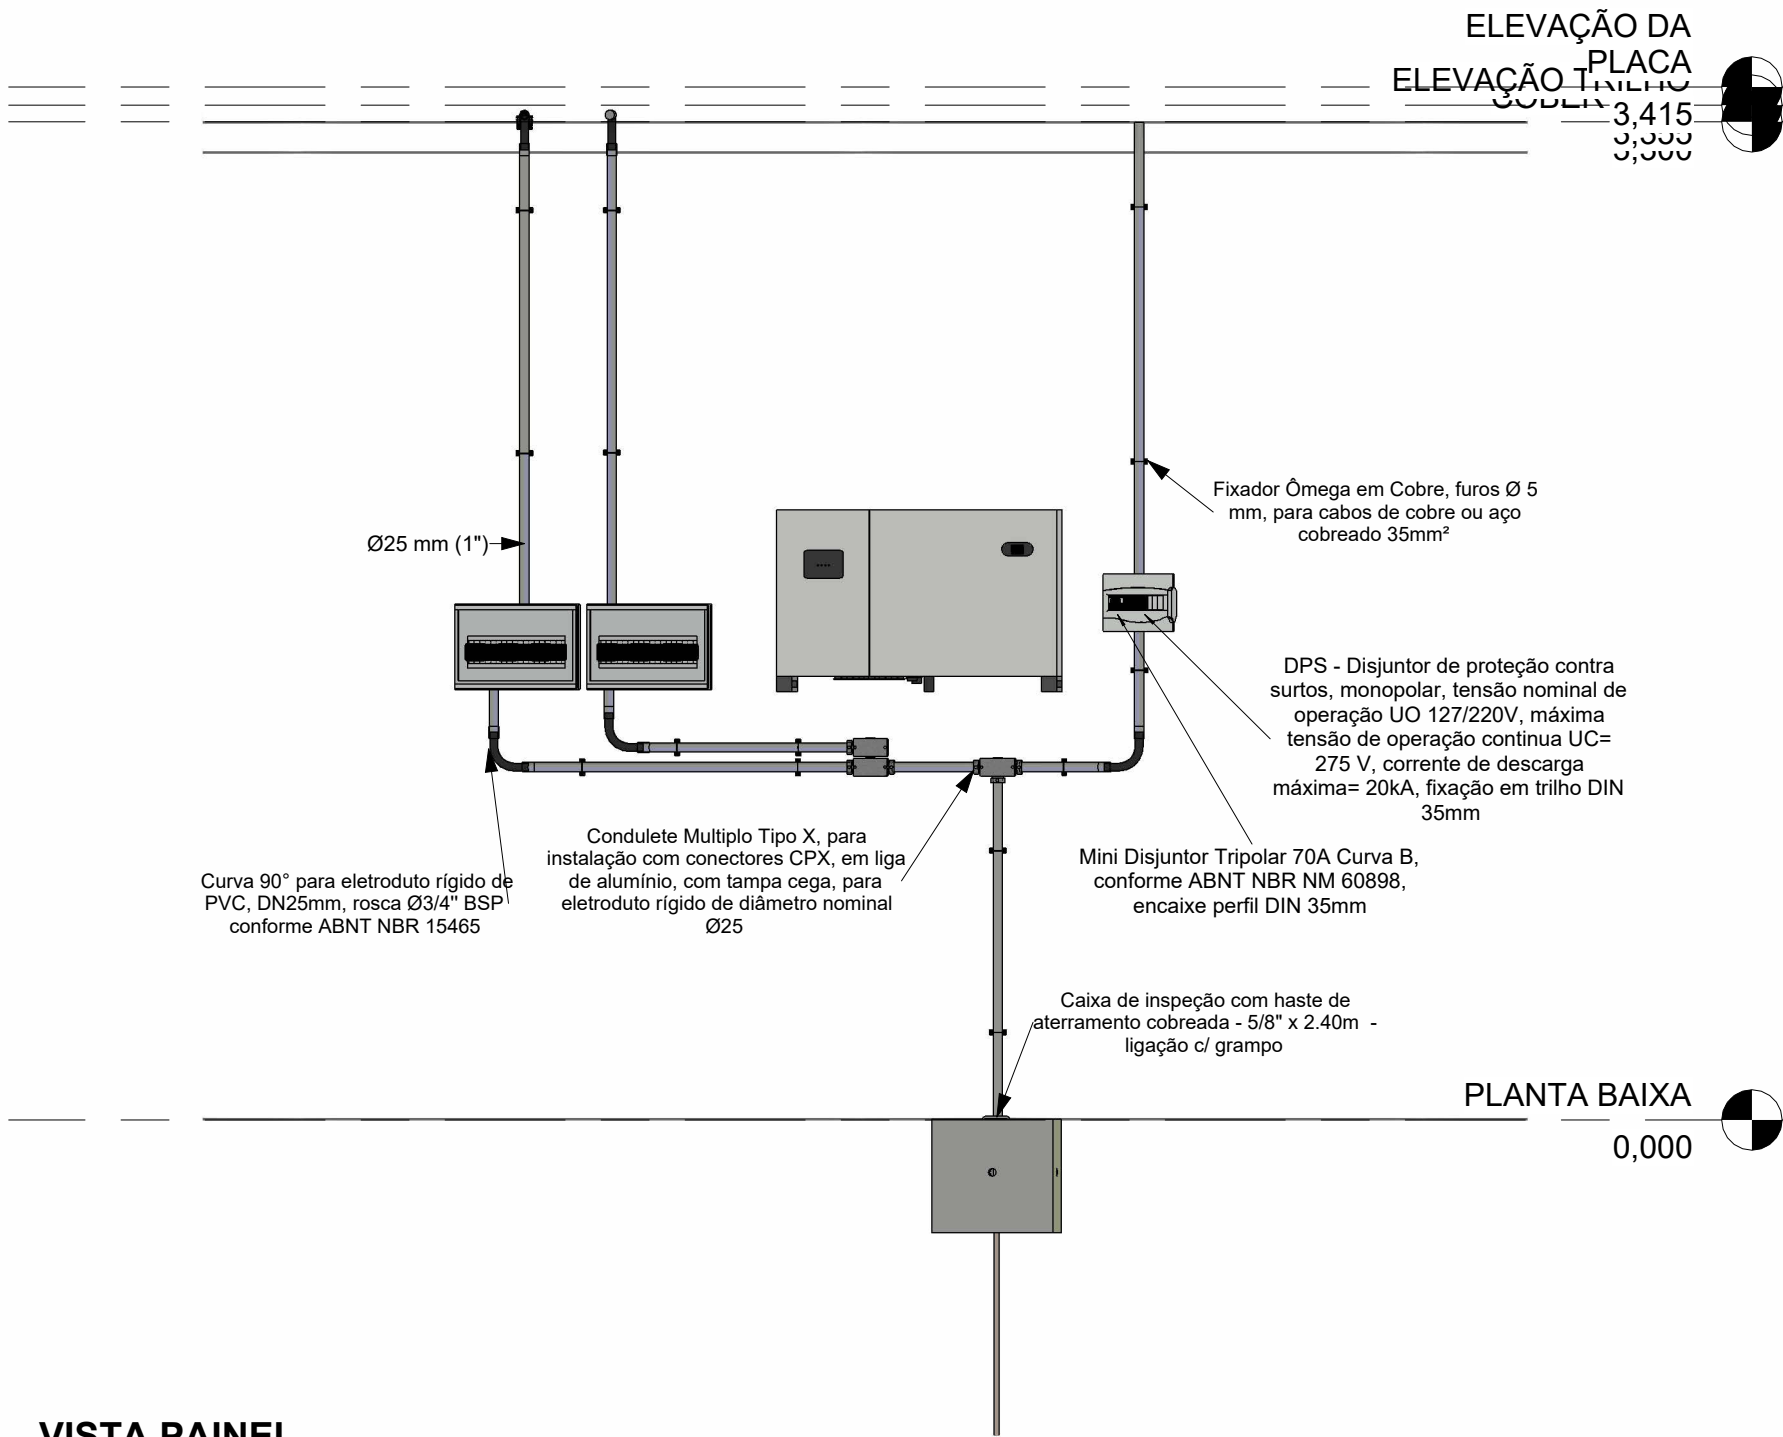 ELEVAÇÃO DA
PLACA
ELEVAÇÃO TRILHO
3,415
Ø25 mm (1")
Fixador Ômega em Cobre, furos Ø 5
mm, para cabos de cobre ou aço
cobreado 35mm²
DPS - Disjuntor de proteção contra
surtos, monopolar, tensão nominal de
operação UO 127/220V, máxima
tensão de operação continua UC=
275 V, corrente de descarga
máxima= 20kA, fixação em trilho DIN
35mm
Curva 90° para eletroduto rígido de
PVC, DN25mm, rosca Ø3/4" BSP
conforme ABNT NBR 15465
Condulete Multiplo Tipo X, para
instalação com conectores CPX, em liga
de alumínio, com tampa cega, para
eletroduto rígido de diâmetro nominal
Ø25
Mini Disjuntor Tripolar 70A Curva B,
conforme ABNT NBR NM 60898,
encaixe perfil DIN 35mm
Caixa de inspeção com haste de
aterramento cobreada - 5/8" x 2.40m -
ligação c/ grampo
PLANTA BAIXA
0,000
VISTA PAINEL